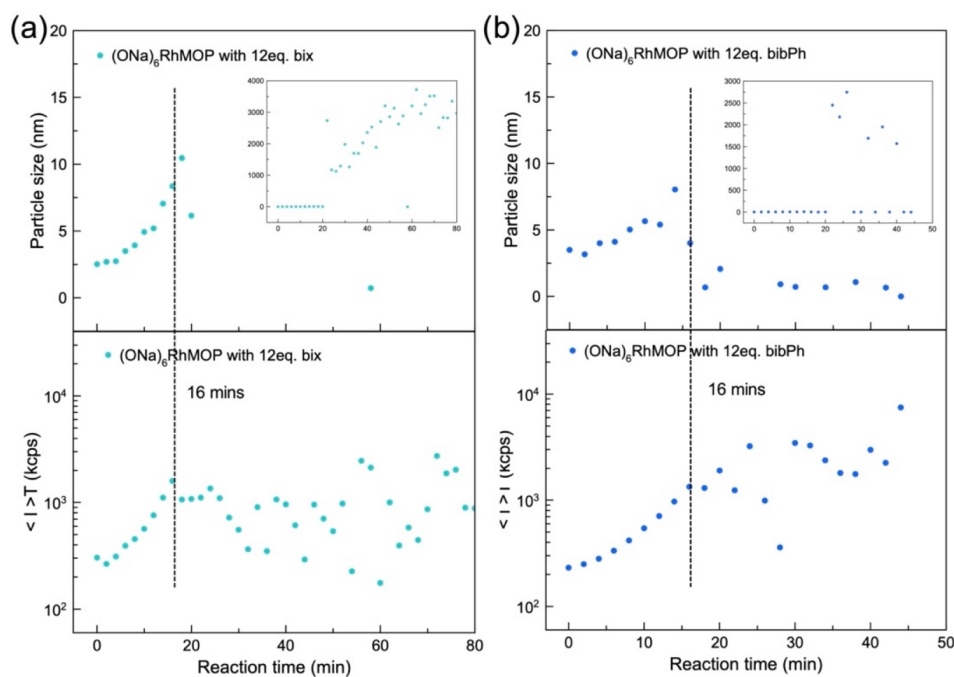 (a)
20
15
10
5
0
Particle size (nm)
(ONa)6RhMOP with 12eq. bix
4000
3000
2000
1000
0
0 20 40 60 80
(ONa)6RhMOP with 12eq. bix
16 mins
10^4
10^3
10^2
< I >T (kcps)
0 10 20 30 40 50 60 70 80
Reaction time (min)
(b)
20
15
10
5
0
Particle size (nm)
(ONa)6RhMOP with 12eq. bibPh
3000
2500
2000
1500
1000
500
0
0 10 20 30 40 50
(ONa)6RhMOP with 12eq. bibPh
16 mins
10^4
10^3
10^2
< I > I (kcps)
0 10 20 30 40 50
Reaction time (min)